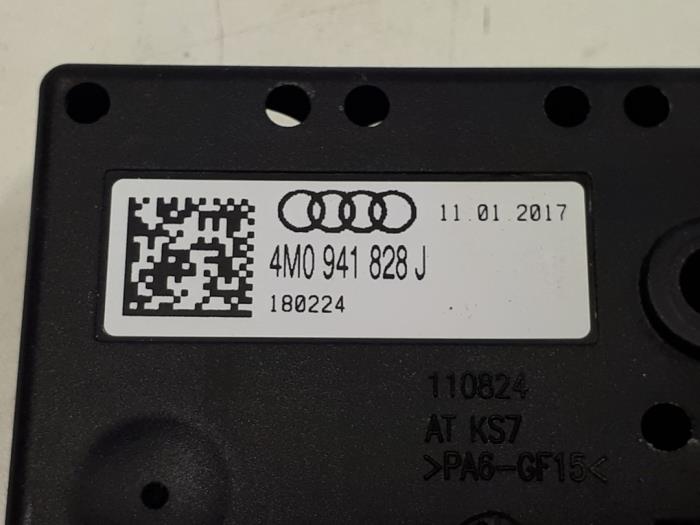 11.01.2017
4M0 941 828 J
180224
110824
AT KS7
>PA6-GF15<